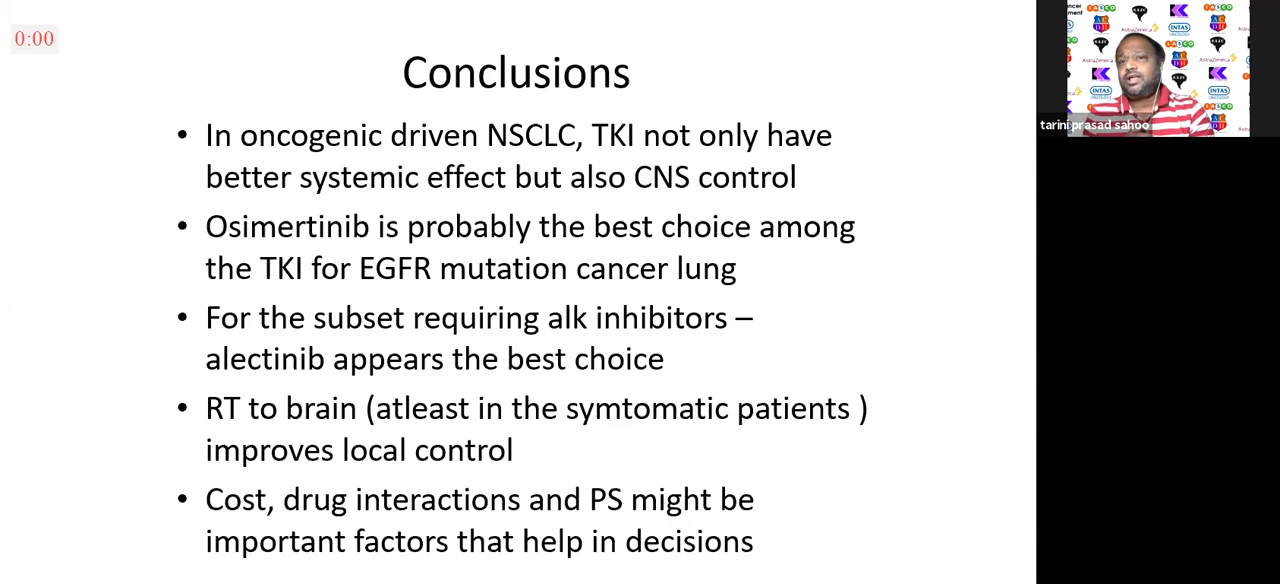 0:00
Conclusions
• In oncogenic driven NSCLC, TKI not only have
better systemic effect but also CNS control
• Osimertinib is probably the best choice among
the TKI for EGFR mutation cancer lung
• For the subset requiring alk inhibitors –
alectinib appears the best choice
• RT to brain (atleast in the symtomatic patients )
improves local control
• Cost, drug interactions and PS might be
important factors that help in decisions
AstraZeneca
INTAS
tarini prasad sahoo